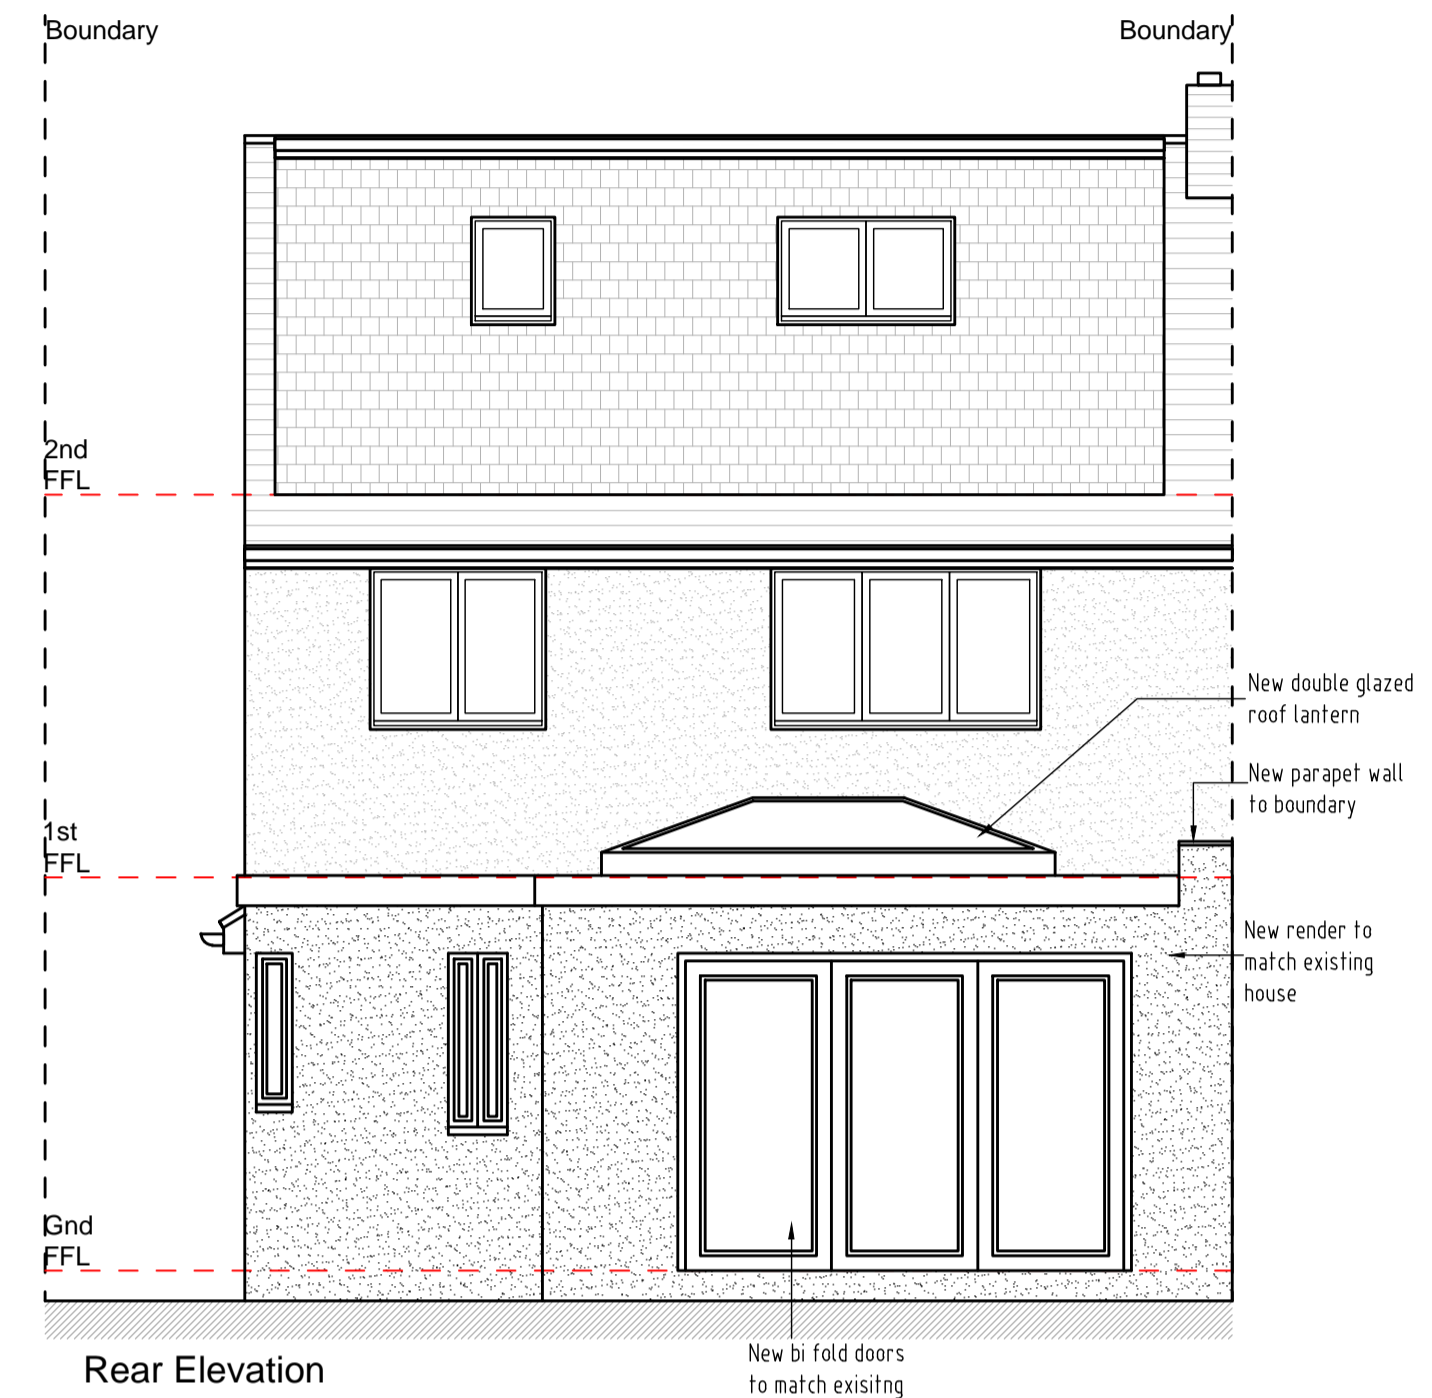 Boundary
Boundary
2nd
FFL
New double glazed
roof lantern
New parapet wall
to boundary
1st
FFL
New render to
match existing
house
Gnd
FFL
New bi fold doors
to match exisitng
Rear Elevation